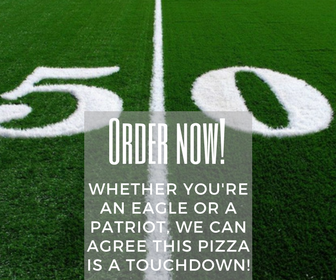 50
Order now!
WHETHER YOU'RE
AN EAGLE OR A
PATRIOT, WE CAN
AGREE THIS PIZZA
IS A TOUCHDOWN!